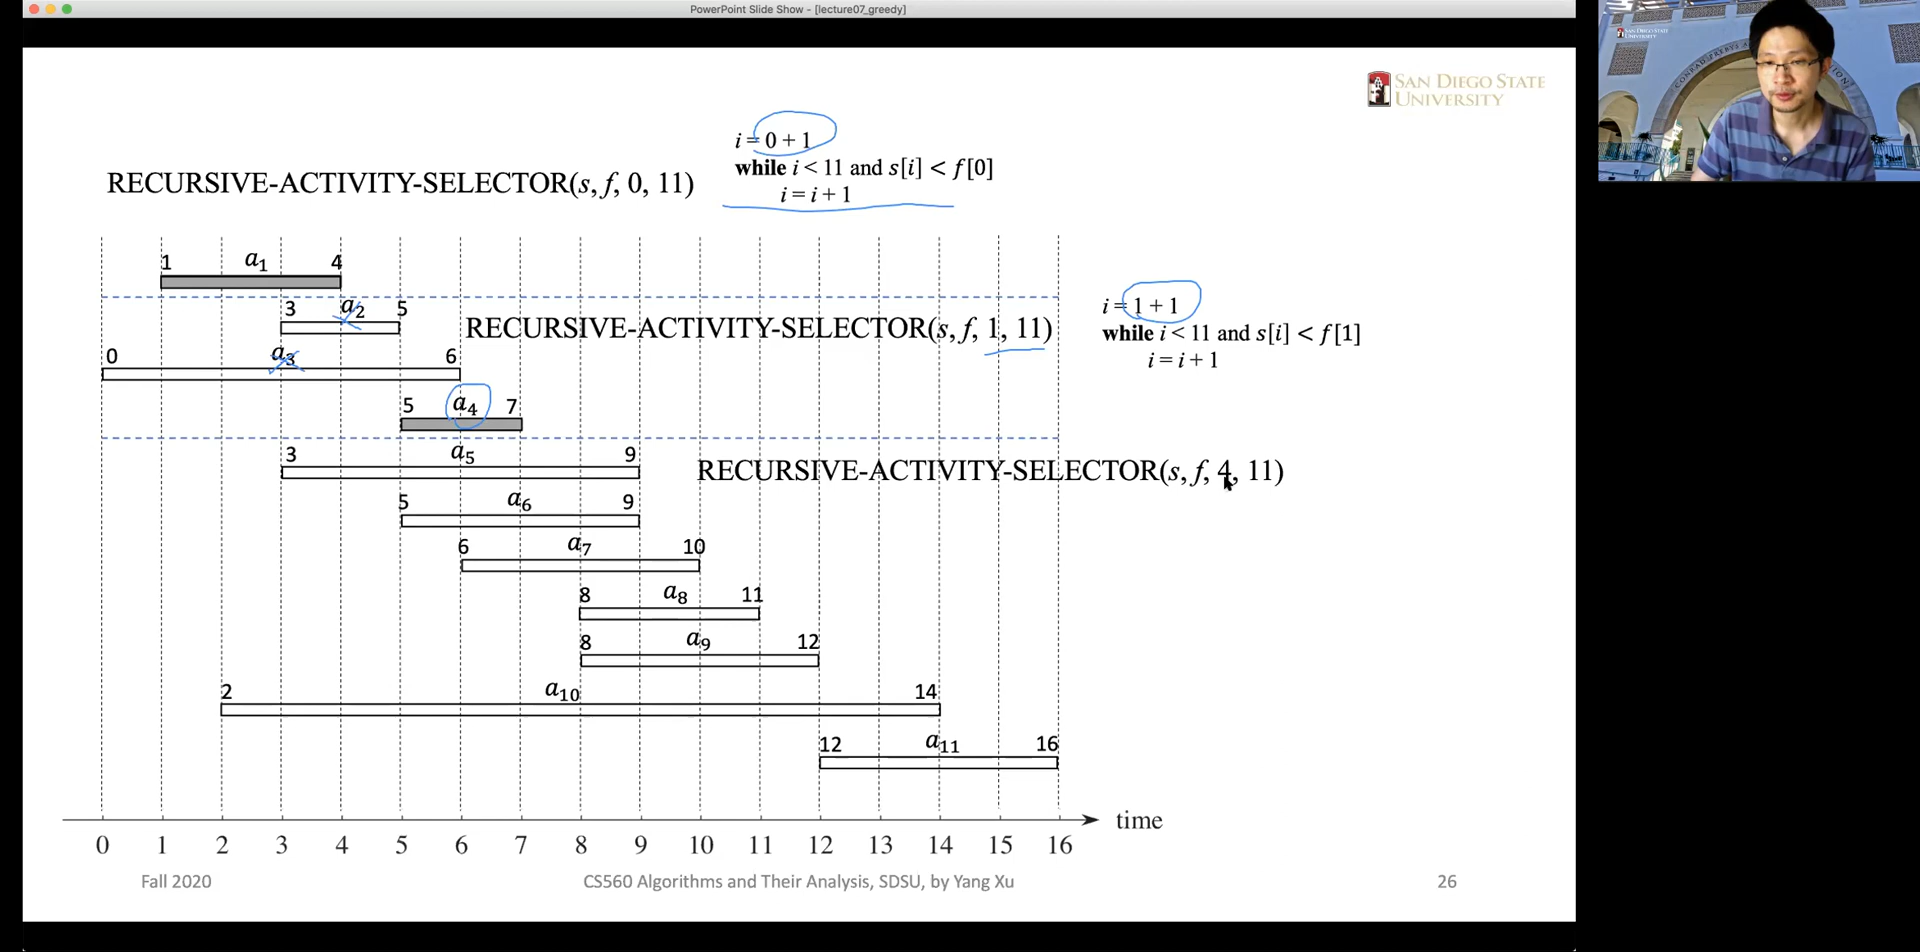 PowerPoint Slide Show - [lecture07_greedy]
SAN DIEGO STATE
UNIVERSITY
SAN DIEGO STATE
UNIVERSITY
i = 0 + 1
while i < 11 and s[i] < f[0]
i = i + 1
RECURSIVE-ACTIVITY-SELECTOR(s, f, 0, 11)
1 a₁ 4
3 a₂ 5
i = 1 + 1
while i < 11 and s[i] < f[1]
i = i + 1
RECURSIVE-ACTIVITY-SELECTOR(s, f, 1, 11)
0 a₃ 6
5 a₄ 7
3 a₅ 9
RECURSIVE-ACTIVITY-SELECTOR(s, f, 4, 11)
5 a₆ 9
6 a₇ 10
8 a₈ 11
8 a₉ 12
2 a₁₀ 14
12 a₁₁ 16
time
0 1 2 3 4 5 6 7 8 9 10 11 12 13 14 15 16
Fall 2020
CS560 Algorithms and Their Analysis, SDSU, by Yang Xu
26